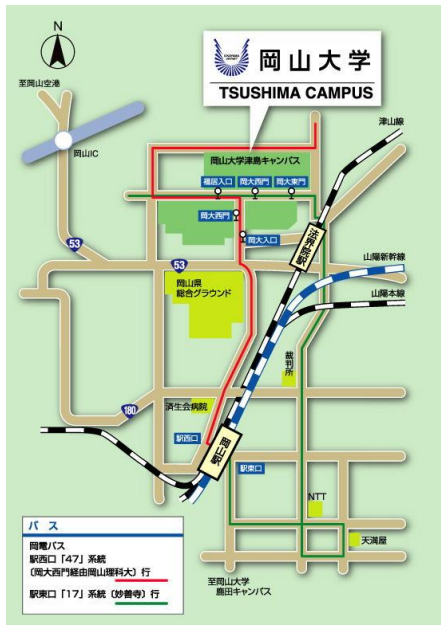 N
岡山大学
TSUSHIMA CAMPUS
至岡山空港
岡山IC
津山線
岡山大学津島キャンパス
福居入口
岡大西門
岡大東門
岡大西門
岡大入口
法界院駅
53
53
山陽新幹線
山陽本線
岡山県
総合グラウンド
裁判所
180
済生会病院
駅西口
岡山駅
駅東口
NTT
天満屋
至岡山大学
鹿田キャンパス
バス
岡電バス
駅西口「47」系統
〔岡大西門経由岡山理科大〕行
駅東口「17」系統〔妙善寺〕行